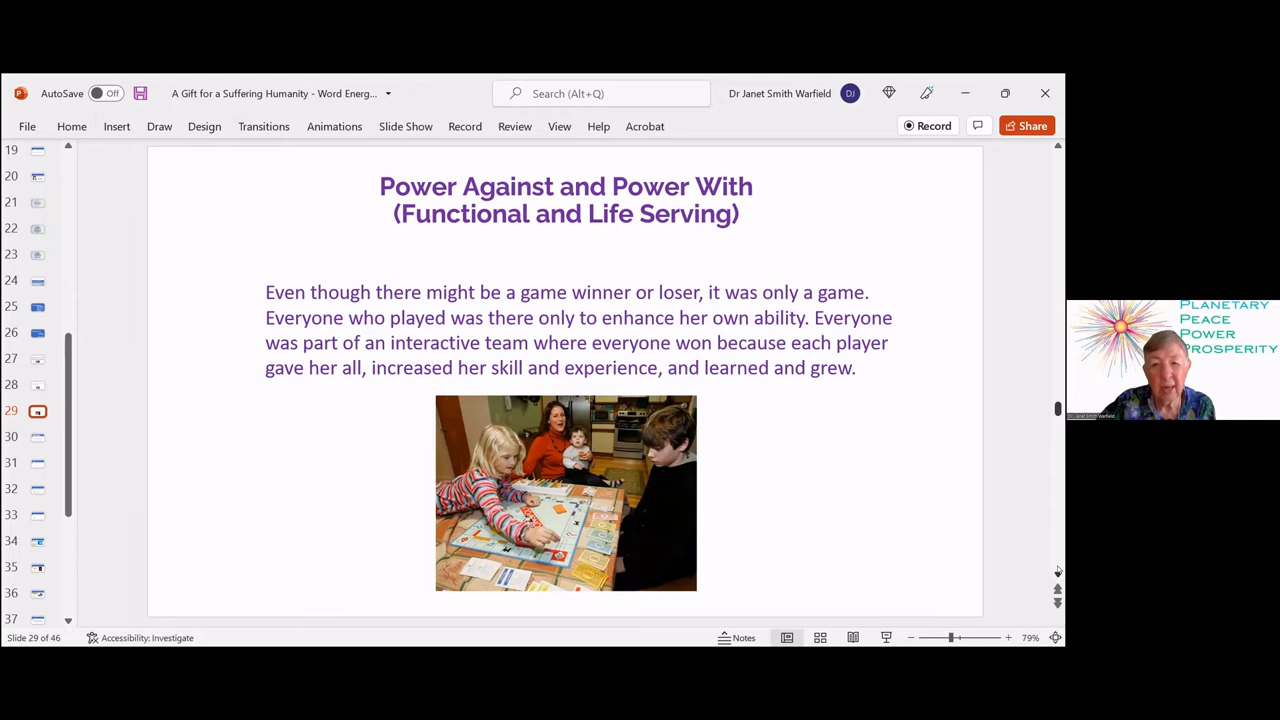 AutoSave Off A Gift for a Suffering Humanity - Word Energ... Search (Alt+Q) Dr Janet Smith Warfield DJ
File Home Insert Draw Design Transitions Animations Slide Show Record Review View Help Acrobat Record Share
19
20
21
22
23
24
25
26
27
28
29
30
31
32
33
34
35
36
37
Power Against and Power With
(Functional and Life Serving)
Even though there might be a game winner or loser, it was only a game.
Everyone who played was there only to enhance her own ability. Everyone
was part of an interactive team where everyone won because each player
gave her all, increased her skill and experience, and learned and grew.
PLANETARY
PEACE
POWER
PROSPERITY
Dr Janet Smith Warfield
Slide 29 of 46 Accessibility: Investigate Notes 79%